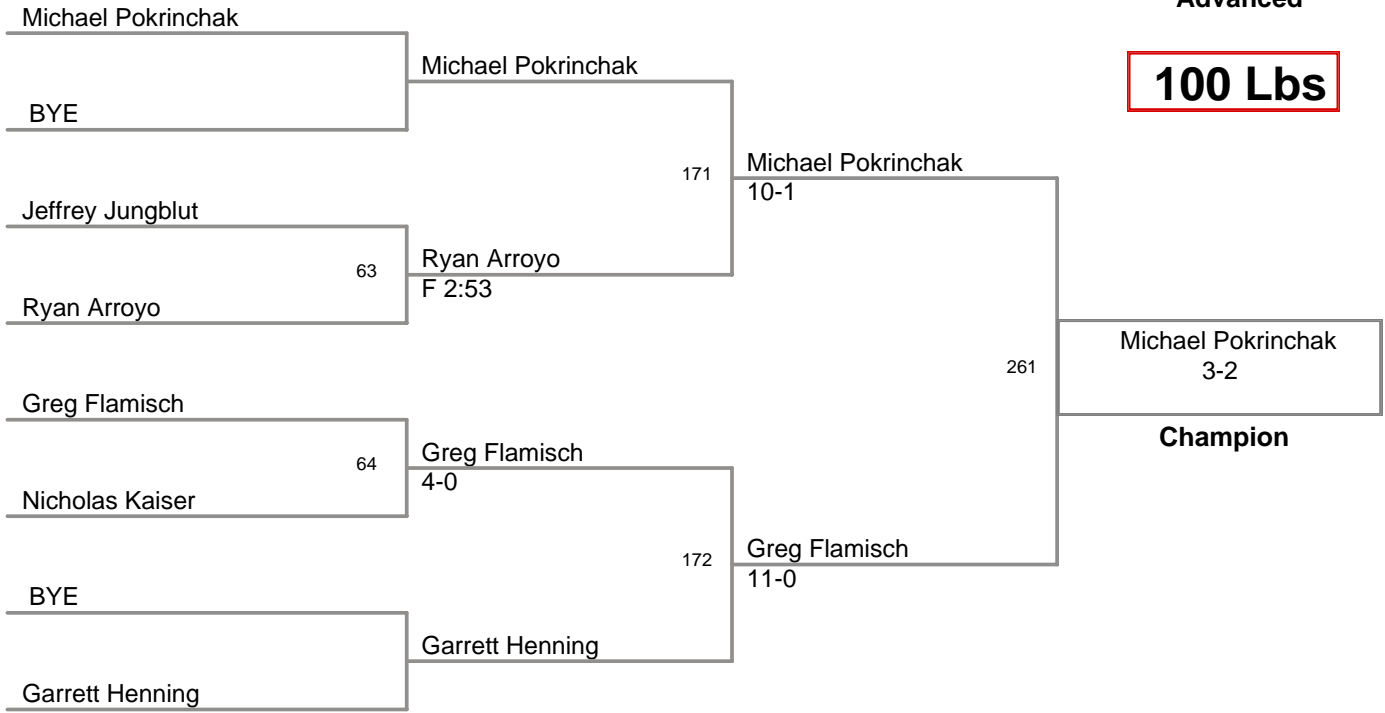 Advanced
100 Lbs
Michael Pokrinchak
BYE
Michael Pokrinchak
171
Michael Pokrinchak
10-1
Jeffrey Jungblut
63
Ryan Arroyo
F 2:53
Ryan Arroyo
261
Michael Pokrinchak
3-2
Champion
Greg Flamisch
64
Greg Flamisch
4-0
Nicholas Kaiser
172
Greg Flamisch
11-0
BYE
Garrett Henning
Garrett Henning